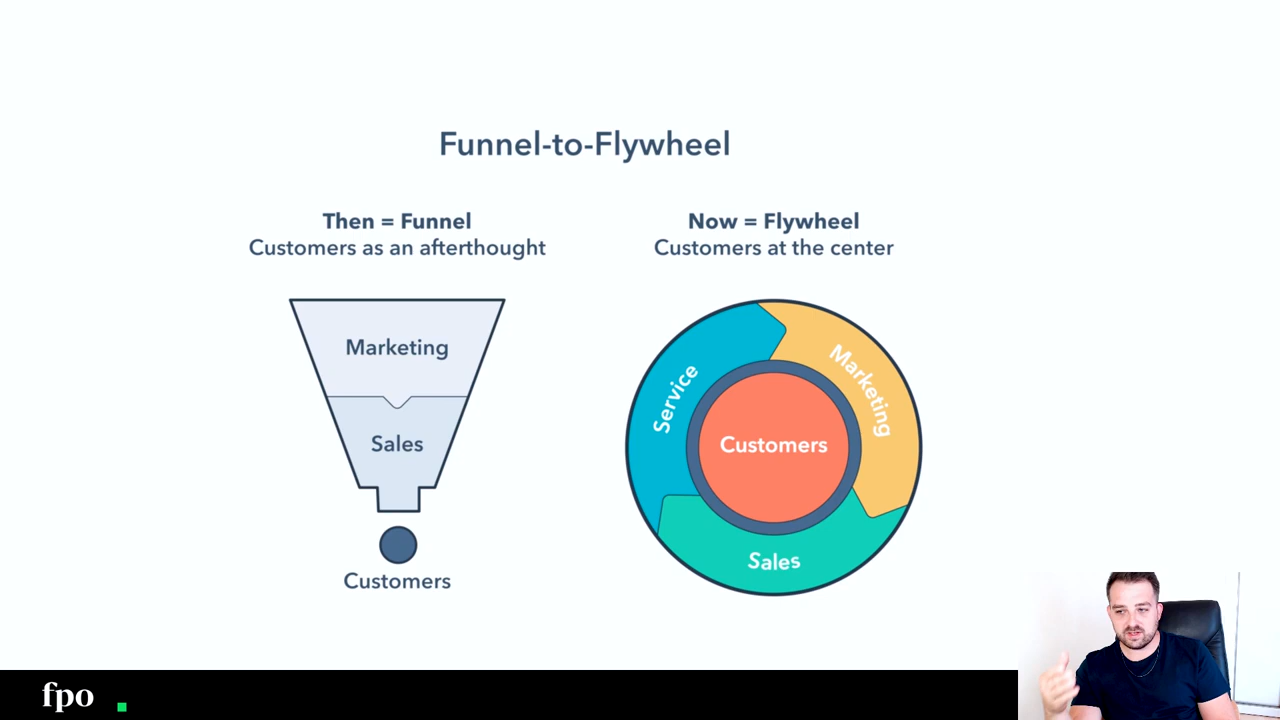 Funnel-to-Flywheel
Then = Funnel
Customers as an afterthought
Marketing
Sales
Customers
Now = Flywheel
Customers at the center
Service
Marketing
Customers
Sales
fpo